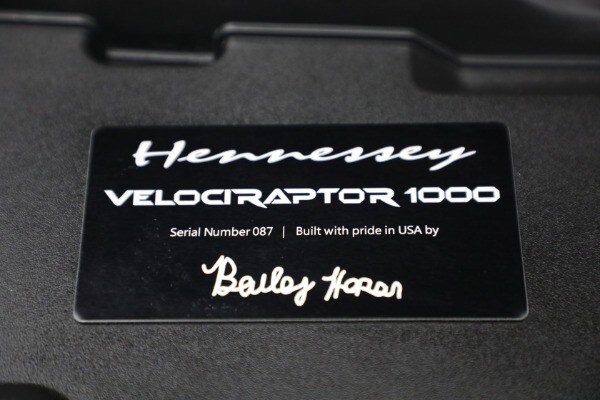 Hennessey
VELOCIRAPTOR 1000
Serial Number 087 | Built with pride in USA by
Bailey Horan